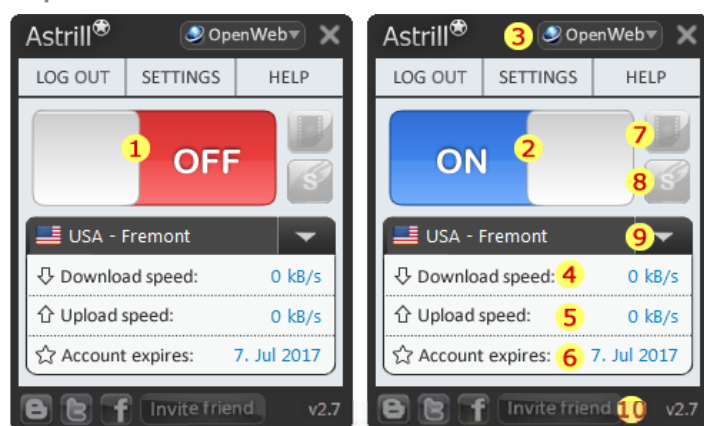 Astrill OpenWeb
LOG OUT SETTINGS HELP
1 OFF
S
USA - Fremont
Download speed: 0 kB/s
Upload speed: 0 kB/s
Account expires: 7. Jul 2017
Invite friend v2.7
Astrill 3 OpenWeb
LOG OUT SETTINGS HELP
ON 2 7
8 S
USA - Fremont 9
Download speed: 4 0 kB/s
Upload speed: 5 0 kB/s
Account expires: 6 7. Jul 2017
Invite friend 10 v2.7